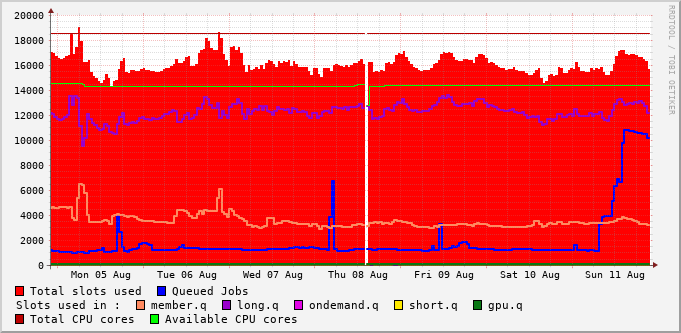 20000
18000
16000
14000
12000
10000
8000
6000
4000
2000
0
Mon 05 Aug Tue 06 Aug Wed 07 Aug Thu 08 Aug Fri 09 Aug Sat 10 Aug Sun 11 Aug
Total slots used Queued Jobs
Slots used in : member.q long.q ondemand.q short.q gpu.q
Total CPU cores Available CPU cores
RRDTOOL / TOBI OETIKER